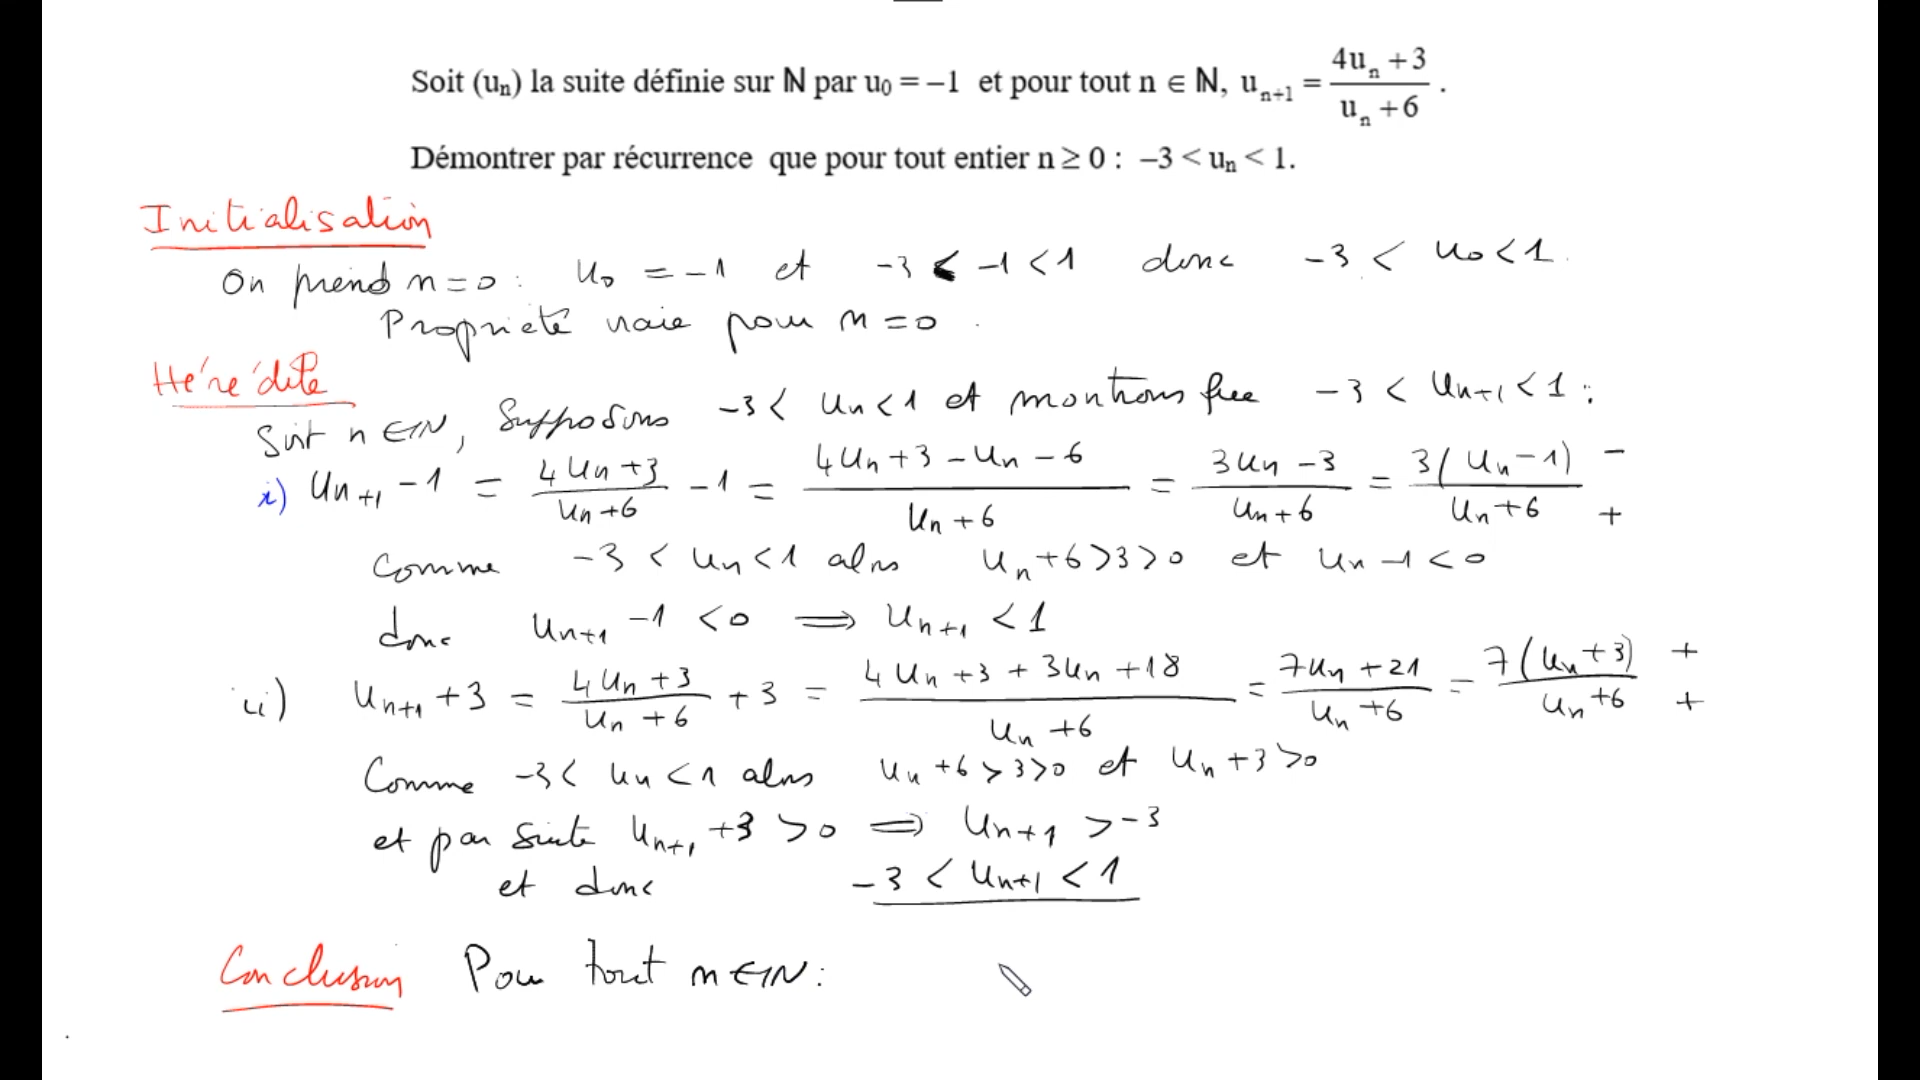 Soit (uₙ) la suite définie sur ℕ par u₀ = −1 et pour tout n ∈ ℕ, uₙ₊₁ = (4uₙ + 3)/(uₙ + 6) .
Démontrer par récurrence que pour tout entier n ≥ 0 : −3 < uₙ < 1.
Initialisation
On prend n = 0 : u₀ = −1 et −3 < −1 < 1 donc −3 < u₀ < 1.
Propriété vraie pour n = 0.
Hérédité
Soit n ∈ ℕ, Supposons −3 < uₙ < 1 et montrons que −3 < uₙ₊₁ < 1 :
i) uₙ₊₁ − 1 = (4uₙ + 3)/(uₙ + 6) − 1 = (4uₙ + 3 − uₙ − 6)/(uₙ + 6) = (3uₙ − 3)/(uₙ + 6) = 3(uₙ − 1)/(uₙ + 6) − +
Comme −3 < uₙ < 1 alors uₙ + 6 > 3 > 0 et uₙ − 1 < 0
donc uₙ₊₁ − 1 < 0 ⟹ uₙ₊₁ < 1
ii) uₙ₊₁ + 3 = (4uₙ + 3)/(uₙ + 6) + 3 = (4uₙ + 3 + 3uₙ + 18)/(uₙ + 6) = (7uₙ + 21)/(uₙ + 6) = 7(uₙ + 3)/(uₙ + 6) + +
Comme −3 < uₙ < 1 alors uₙ + 6 > 3 > 0 et uₙ + 3 > 0
et par suite uₙ₊₁ + 3 > 0 ⟹ uₙ₊₁ > −3
et donc −3 < uₙ₊₁ < 1
Conclusion Pour tout n ∈ ℕ :